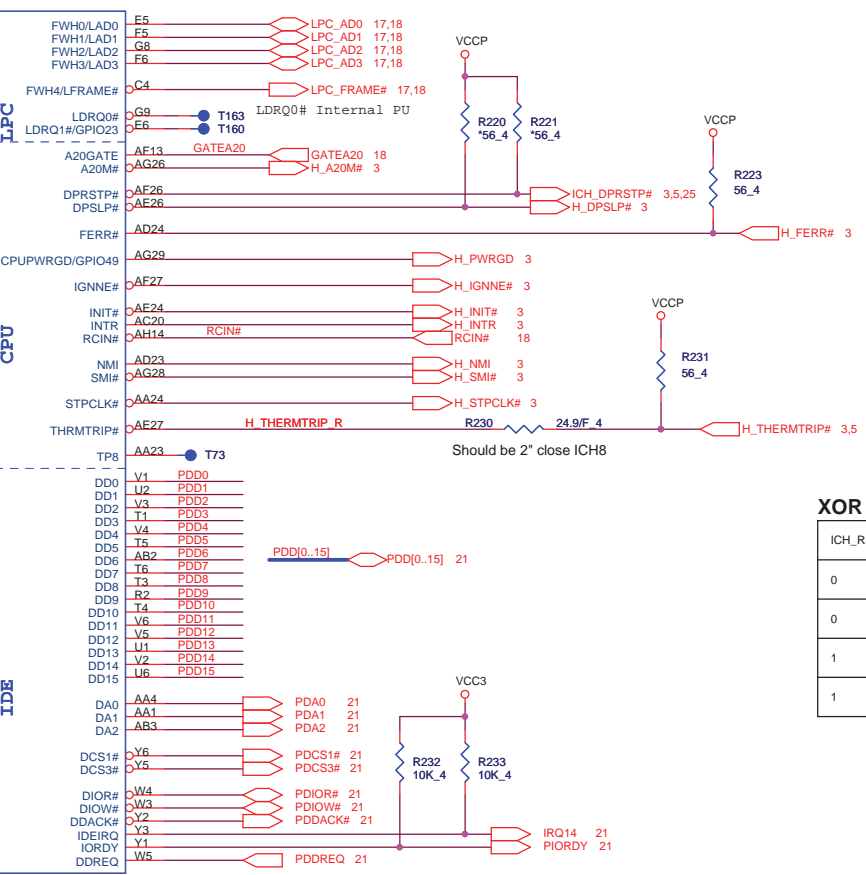 LPC
FWH0/LAD0 E5 LPC_AD0 17,18
FWH1/LAD1 F5 LPC_AD1 17,18
FWH2/LAD2 G8 LPC_AD2 17,18
FWH3/LAD3 F6 LPC_AD3 17,18
FWH4/LFRAME# C4 LPC_FRAME# 17,18
LDRQ0# G9 T163
LDRQ1#/GPIO23 E6 T160
LDRQ0# Internal PU
VCCP
R220
*56_4
R221
*56_4
VCCP
R223
56_4
CPU
A20GATE AF13 GATEA20 GATEA20 18
A20M# AG26 H_A20M# 3
DPRSTP# AF26 ICH_DPRSTP# 3,5,25
DPSLP# AE26 H_DPSLP# 3
FERR# AD24 H_FERR# 3
CPUPWRGD/GPIO49 AG29 H_PWRGD 3
IGNNE# AF27 H_IGNNE# 3
INIT# AE24 H_INIT# 3
INTR AC20 H_INTR 3
RCIN# AH14 RCIN# RCIN# 18
NMI AD23 H_NMI 3
SMI# AG28 H_SMI# 3
STPCLK# AA24 H_STPCLK# 3
VCCP
R231
56_4
THRMTRIP# AE27 H_THERMTRIP_R R230 24.9/F_4 H_THERMTRIP# 3,5
Should be 2" close ICH8
TP8 AA23 T73
IDE
DD0 V1 PDD0
DD1 U2 PDD1
DD2 V3 PDD2
DD3 T1 PDD3
DD4 V4 PDD4
DD5 T5 PDD5
DD6 AB2 PDD6
DD7 T6 PDD7
DD8 T3 PDD8
DD9 R2 PDD9
DD10 T4 PDD10
DD11 V6 PDD11
DD12 V5 PDD12
DD13 U1 PDD13
DD14 V2 PDD14
DD15 U6 PDD15
PDD[0..15] PDD[0..15] 21
DA0 AA4 PDA0 21
DA1 AA1 PDA1 21
DA2 AB3 PDA2 21
DCS1# Y6 PDCS1# 21
DCS3# Y5 PDCS3# 21
VCC3
R232
10K_4
R233
10K_4
DIOR# W4 PDIOR# 21
DIOW# W3 PDIOW# 21
DDACK# Y2 PDDACK# 21
IDEIRQ Y3 IRQ14 21
IORDY Y1 PIORDY 21
DDREQ W5 PDDREQ 21
XOR
ICH_R
0
0
1
1